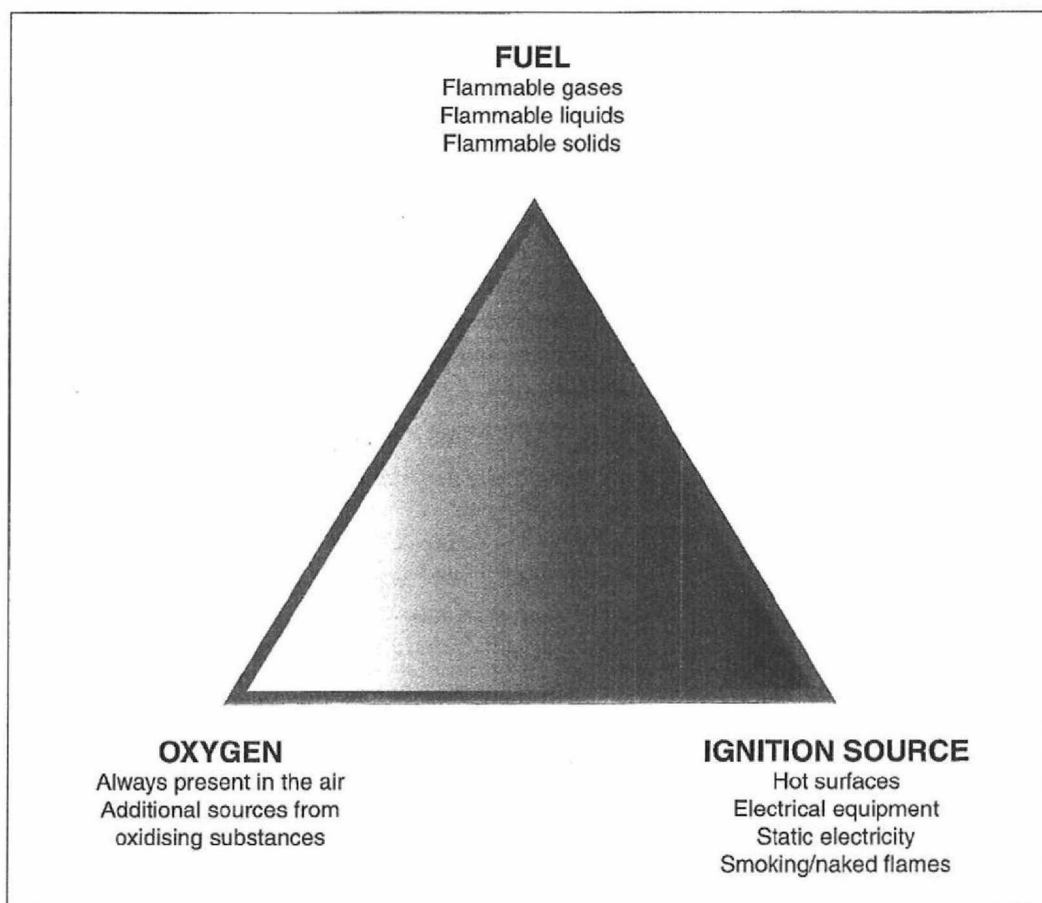 FUEL
Flammable gases
Flammable liquids
Flammable solids
OXYGEN
Always present in the air
Additional sources from
oxidising substances
IGNITION SOURCE
Hot surfaces
Electrical equipment
Static electricity
Smoking/naked flames